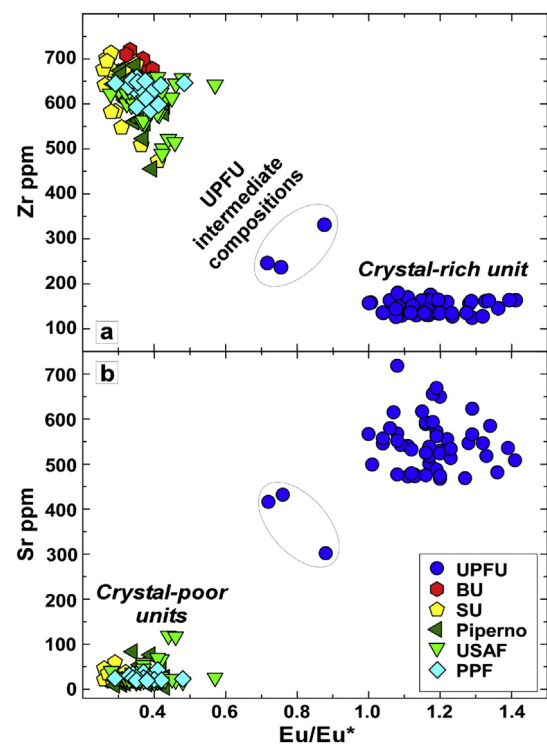 700
600
500
400
300
200
100
Zr ppm
UPFU
intermediate
compositions
Crystal-rich unit
a
b
700
600
500
400
300
200
100
0
Sr ppm
Crystal-poor
units
UPFU
BU
SU
Piperno
USAF
PPF
0.4 0.6 0.8 1.0 1.2 1.4
Eu/Eu*